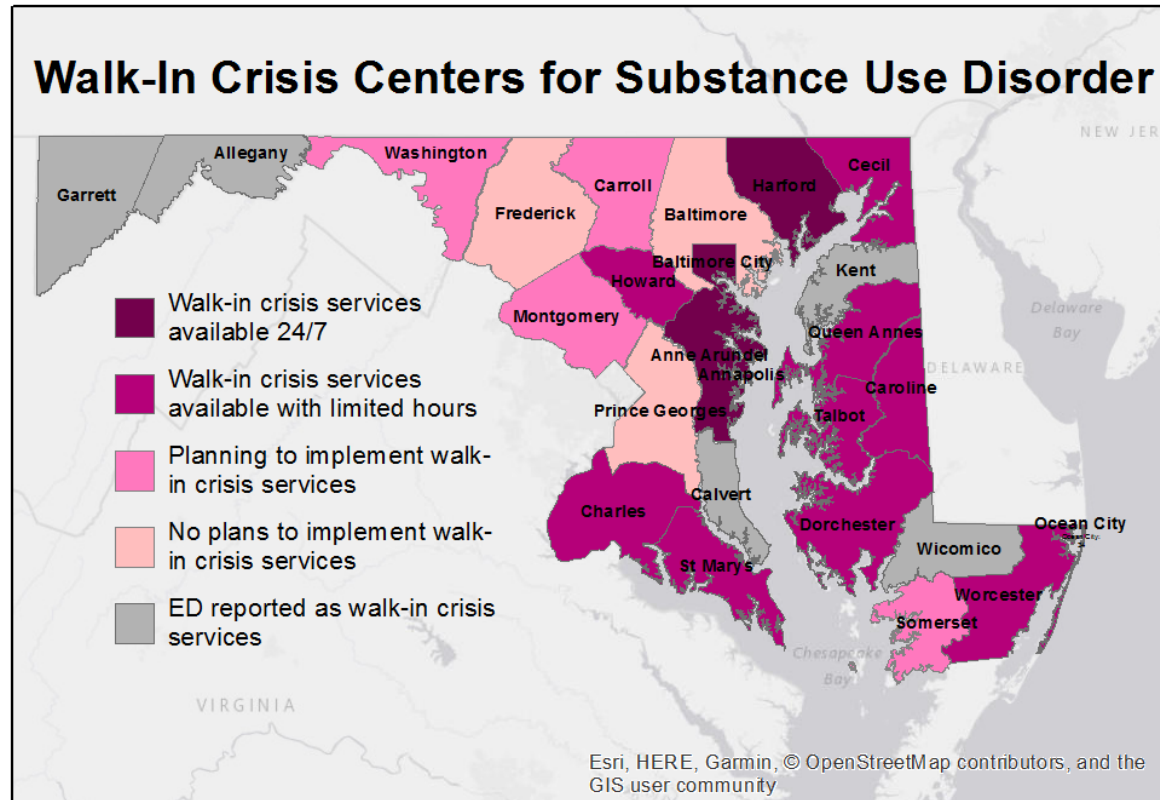 Walk-In Crisis Centers for Substance Use Disorder
NEW JER
Garrett
Allegany
Washington
Frederick
Carroll
Baltimore
Harford
Cecil
Baltimore City
Howard
Montgomery
Kent
Queen Annes
Anne Arundel
Annapolis
Prince Georges
Talbot
Caroline
DELAWARE
Delaware
Bay
Calvert
Charles
St Marys
Dorchester
Wicomico
Ocean City
Ocean City
Worcester
Somerset
Chesapeake
Bay
VIRGINIA
Walk-in crisis services
available 24/7
Walk-in crisis services
available with limited hours
Planning to implement walk-
in crisis services
No plans to implement walk-
in crisis services
ED reported as walk-in crisis
services
Esri, HERE, Garmin, © OpenStreetMap contributors, and the
GIS user community